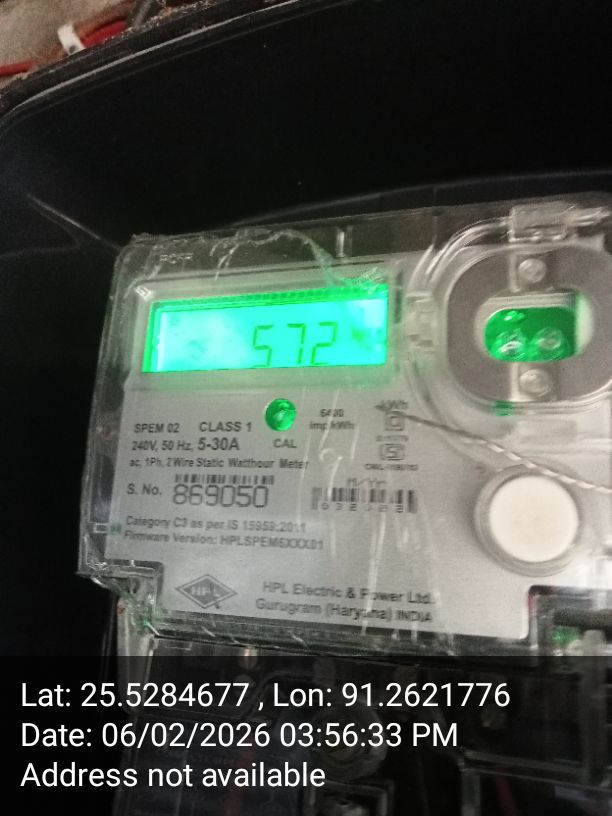 572
kWh
SPEM 02 CLASS 1
6400
imp/kWh
240V, 50 Hz, 5-30A
CAL
ac, 1Ph, 2 Wire Static Watthour Meter
S. No. 869050
M/Yr
Category C3 as per IS 15959:2011
Firmware Version: HPLSPEM5XXX01
HPL
HPL Electric & Power Ltd.
Gurugram (Haryana) INDIA
Lat: 25.5284677 , Lon: 91.2621776
Date: 06/02/2026 03:56:33 PM
Address not available